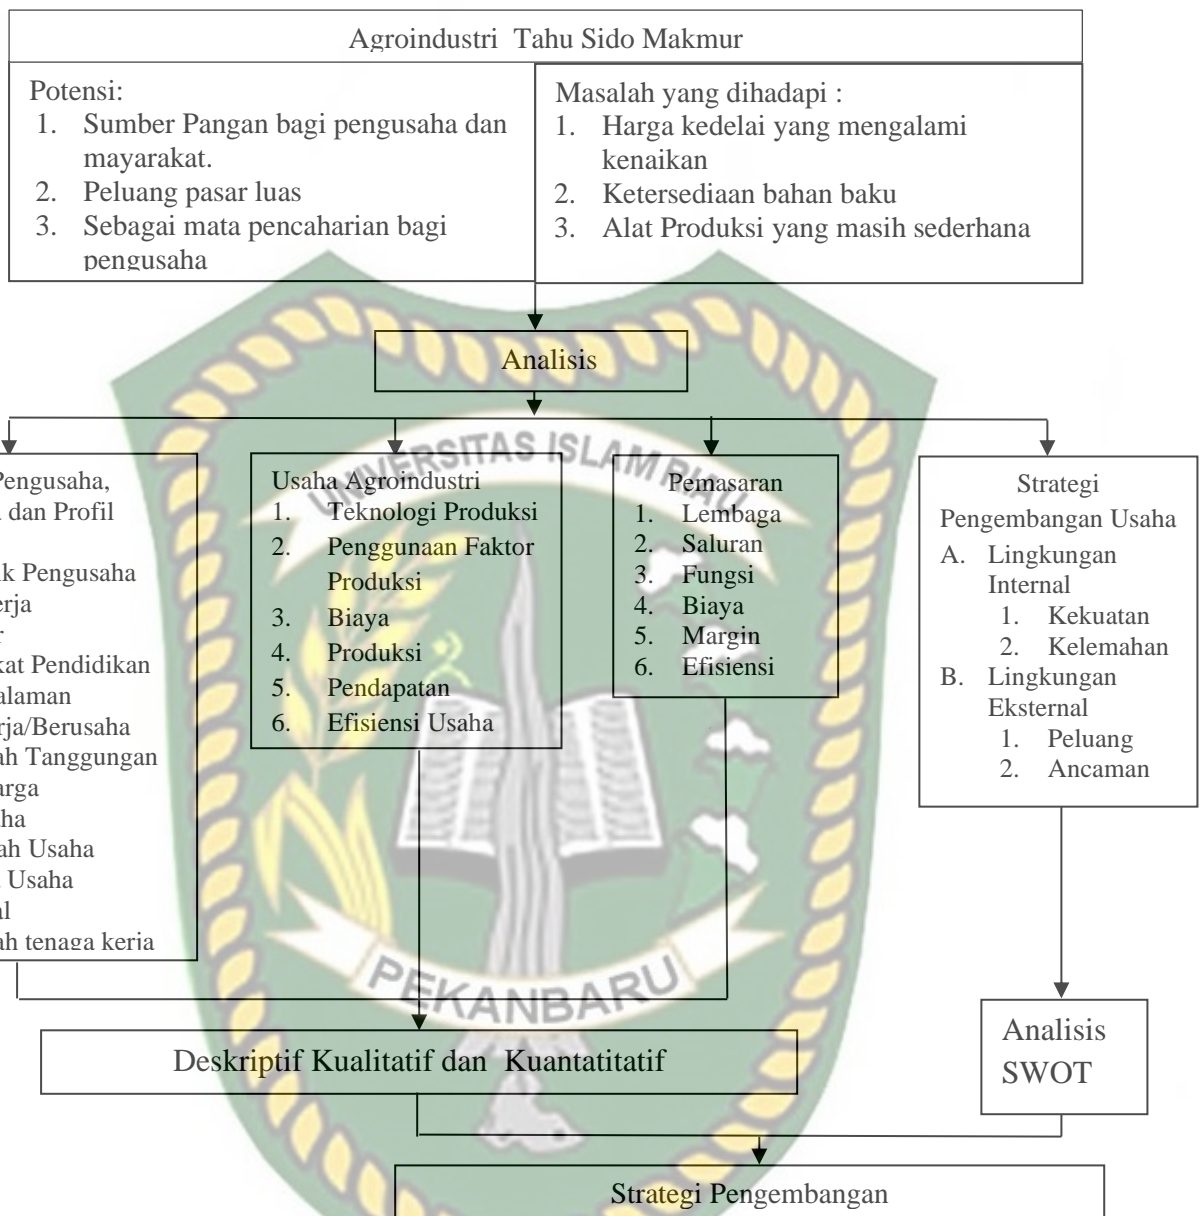 Agroindustri Tahu Sido Makmur
Potensi:
1. Sumber Pangan bagi pengusaha dan
mayarakat.
2. Peluang pasar luas
3. Sebagai mata pencaharian bagi
pengusaha
Masalah yang dihadapi :
1. Harga kedelai yang mengalami
kenaikan
2. Ketersediaan bahan baku
3. Alat Produksi yang masih sederhana
Analisis
Pengusaha,
dan Profil
ik Pengusaha
erja
r
kat Pendidikan
alaman
rja/Berusaha
ah Tanggungan
arga
aha
ah Usaha
Usaha
al
ah tenaga kerja
Usaha Agroindustri
1. Teknologi Produksi
2. Penggunaan Faktor
Produksi
3. Biaya
4. Produksi
5. Pendapatan
6. Efisiensi Usaha
Pemasaran
1. Lembaga
2. Saluran
3. Fungsi
4. Biaya
5. Margin
6. Efisiensi
Strategi
Pengembangan Usaha
A. Lingkungan
Internal
1. Kekuatan
2. Kelemahan
B. Lingkungan
Eksternal
1. Peluang
2. Ancaman
UNIVERSITAS ISLAM RIAU
PEKANBARU
Deskriptif Kualitatif dan Kuantatitatif
Analisis
SWOT
Strategi Pengembangan